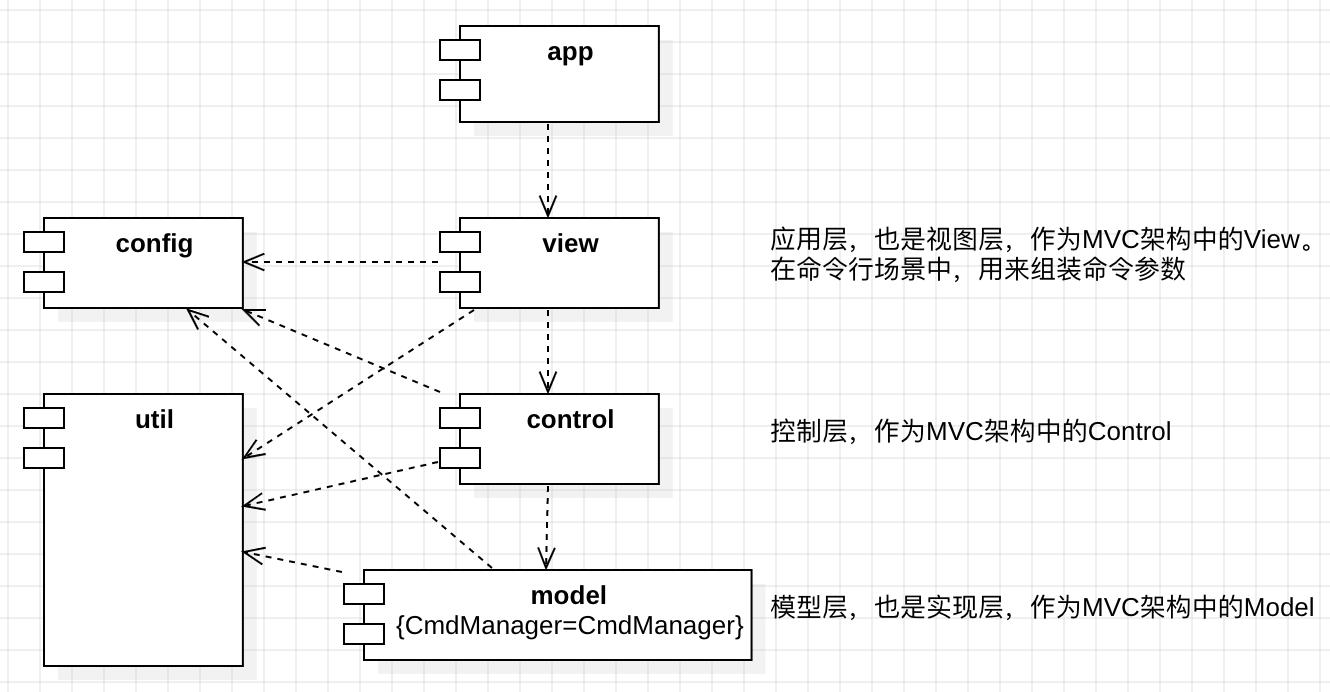 app
config
view
应用层，也是视图层，作为MVC架构中的View。
在命令行场景中，用来组装命令参数
util
control
控制层，作为MVC架构中的Control
model
{CmdManager=CmdManager}
模型层，也是实现层，作为MVC架构中的Model